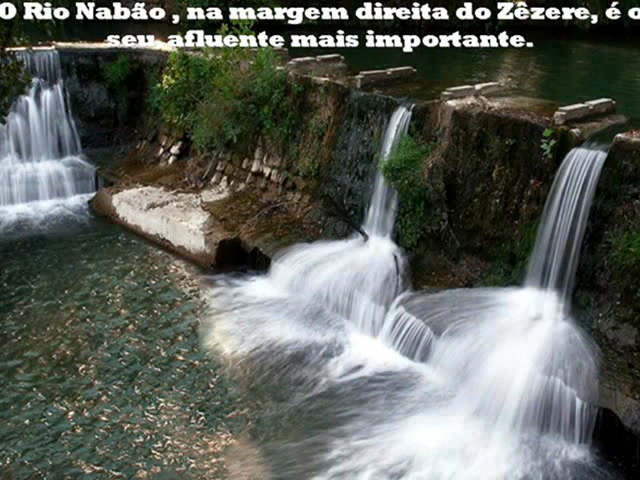 O Rio Nabão , na margem direita do Zêzere, é o
seu  afluente mais importante.